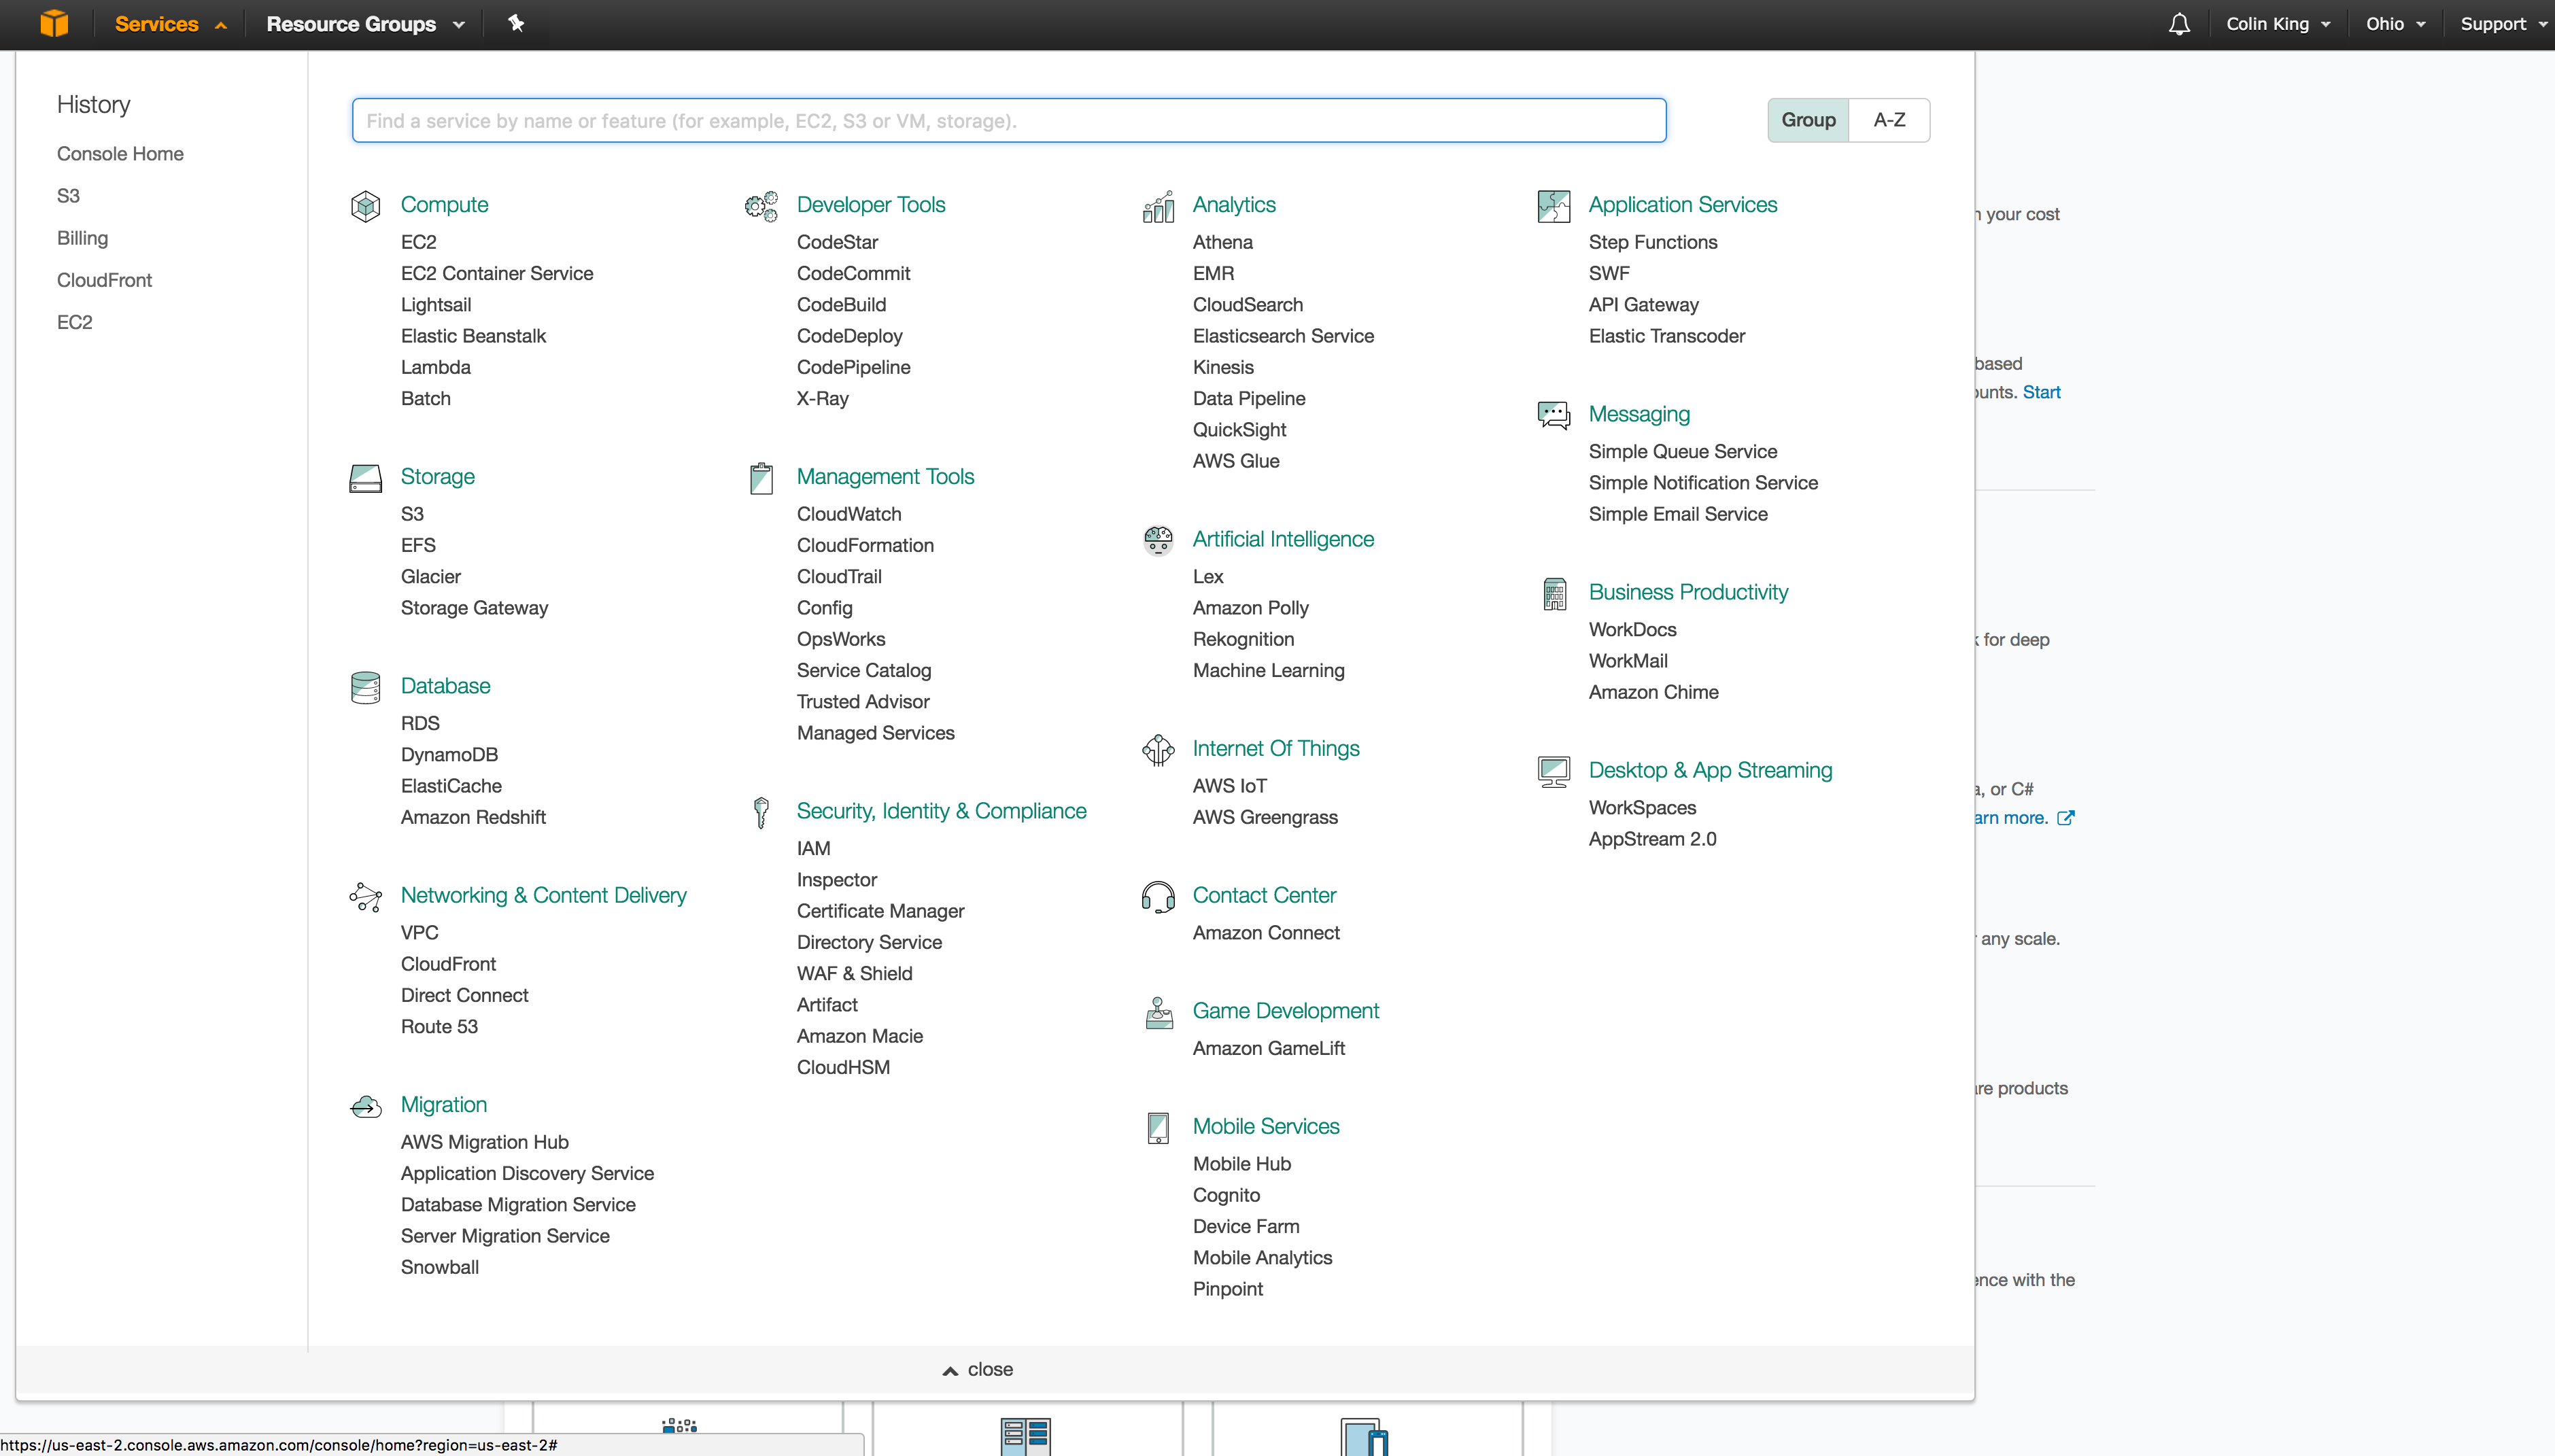 Services
Resource Groups
Colin King
Ohio
Support
History
Console Home
S3
Billing
CloudFront
EC2
Find a service by name or feature (for example, EC2, S3 or VM, storage).
Group
A-Z
Compute
EC2
EC2 Container Service
Lightsail
Elastic Beanstalk
Lambda
Batch
Storage
S3
EFS
Glacier
Storage Gateway
Database
RDS
DynamoDB
ElastiCache
Amazon Redshift
Networking & Content Delivery
VPC
CloudFront
Direct Connect
Route 53
Migration
AWS Migration Hub
Application Discovery Service
Database Migration Service
Server Migration Service
Snowball
Developer Tools
CodeStar
CodeCommit
CodeBuild
CodeDeploy
CodePipeline
X-Ray
Management Tools
CloudWatch
CloudFormation
CloudTrail
Config
OpsWorks
Service Catalog
Trusted Advisor
Managed Services
Security, Identity & Compliance
IAM
Inspector
Certificate Manager
Directory Service
WAF & Shield
Artifact
Amazon Macie
CloudHSM
Analytics
Athena
EMR
CloudSearch
Elasticsearch Service
Kinesis
Data Pipeline
QuickSight
AWS Glue
Artificial Intelligence
Lex
Amazon Polly
Rekognition
Machine Learning
Internet Of Things
AWS IoT
AWS Greengrass
Contact Center
Amazon Connect
Game Development
Amazon GameLift
Mobile Services
Mobile Hub
Cognito
Device Farm
Mobile Analytics
Pinpoint
Application Services
Step Functions
SWF
API Gateway
Elastic Transcoder
Messaging
Simple Queue Service
Simple Notification Service
Simple Email Service
Business Productivity
WorkDocs
WorkMail
Amazon Chime
Desktop & App Streaming
WorkSpaces
AppStream 2.0
your cost
based
Start
for deep
or C#
more.
any scale.
products
with the
close
https://us-east-2.console.aws.amazon.com/console/home?region=us-east-2#